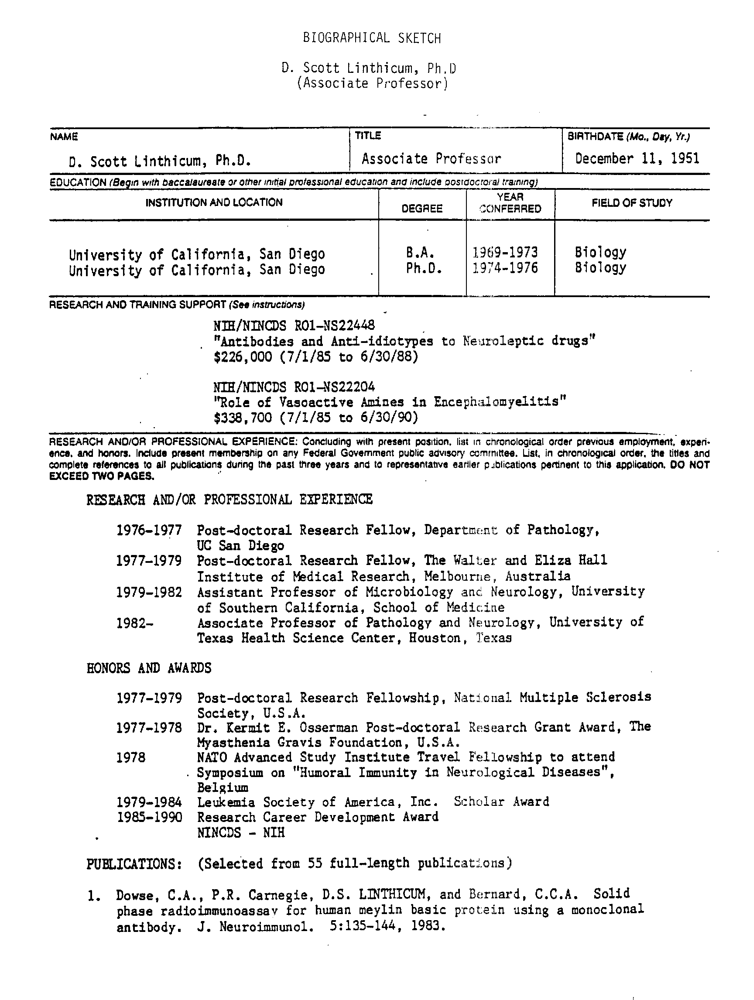 BIOGRAPHICAL SKETCH
D. Scott Linthicum, Ph.D
(Associate Professor)
NAME TITLE BIRTHDATE (Mo., Day, Yr.)
D. Scott Linthicum, Ph.D. Associate Professor December 11, 1951
EDUCATION (Begin with baccalaureate or other initial professional education and include postdoctoral training)
INSTITUTION AND LOCATION DEGREE YEAR CONFERRED FIELD OF STUDY
University of California, San Diego B.A. 1969-1973 Biology
University of California, San Diego Ph.D. 1974-1976 Biology
RESEARCH AND TRAINING SUPPORT (See instructions)
NIH/NINCDS RO1-NS22448
"Antibodies and Anti-idiotypes to Neuroleptic drugs"
$226,000 (7/1/85 to 6/30/88)
NIH/NINCDS RO1-NS22204
"Role of Vasoactive Amines in Encephalomyelitis"
$338,700 (7/1/85 to 6/30/90)
RESEARCH AND/OR PROFESSIONAL EXPERIENCE: Concluding with present position, list in chronological order previous employment, experi-
ence, and honors. Include present membership on any Federal Government public advisory committee. List, in chronological order, the titles and
complete references to all publications during the past three years and to representative earlier publications pertinent to this application. DO NOT
EXCEED TWO PAGES.
RESEARCH AND/OR PROFESSIONAL EXPERIENCE
1976-1977 Post-doctoral Research Fellow, Department of Pathology,
UC San Diego
1977-1979 Post-doctoral Research Fellow, The Walter and Eliza Hall
Institute of Medical Research, Melbourne, Australia
1979-1982 Assistant Professor of Microbiology and Neurology, University
of Southern California, School of Medicine
1982- Associate Professor of Pathology and Neurology, University of
Texas Health Science Center, Houston, Texas
HONORS AND AWARDS
1977-1979 Post-doctoral Research Fellowship, National Multiple Sclerosis
Society, U.S.A.
1977-1978 Dr. Kermit E. Osserman Post-doctoral Research Grant Award, The
Myasthenia Gravis Foundation, U.S.A.
1978 NATO Advanced Study Institute Travel Fellowship to attend
Symposium on "Humoral Immunity in Neurological Diseases",
Belgium
1979-1984 Leukemia Society of America, Inc. Scholar Award
1985-1990 Research Career Development Award
NINCDS - NIH
PUBLICATIONS: (Selected from 55 full-length publications)
1. Dowse, C.A., P.R. Carnegie, D.S. LINTHICUM, and Bernard, C.C.A. Solid
phase radioimmunoassay for human meylin basic protein using a monoclonal
antibody. J. Neuroimmunol. 5:135-144, 1983.